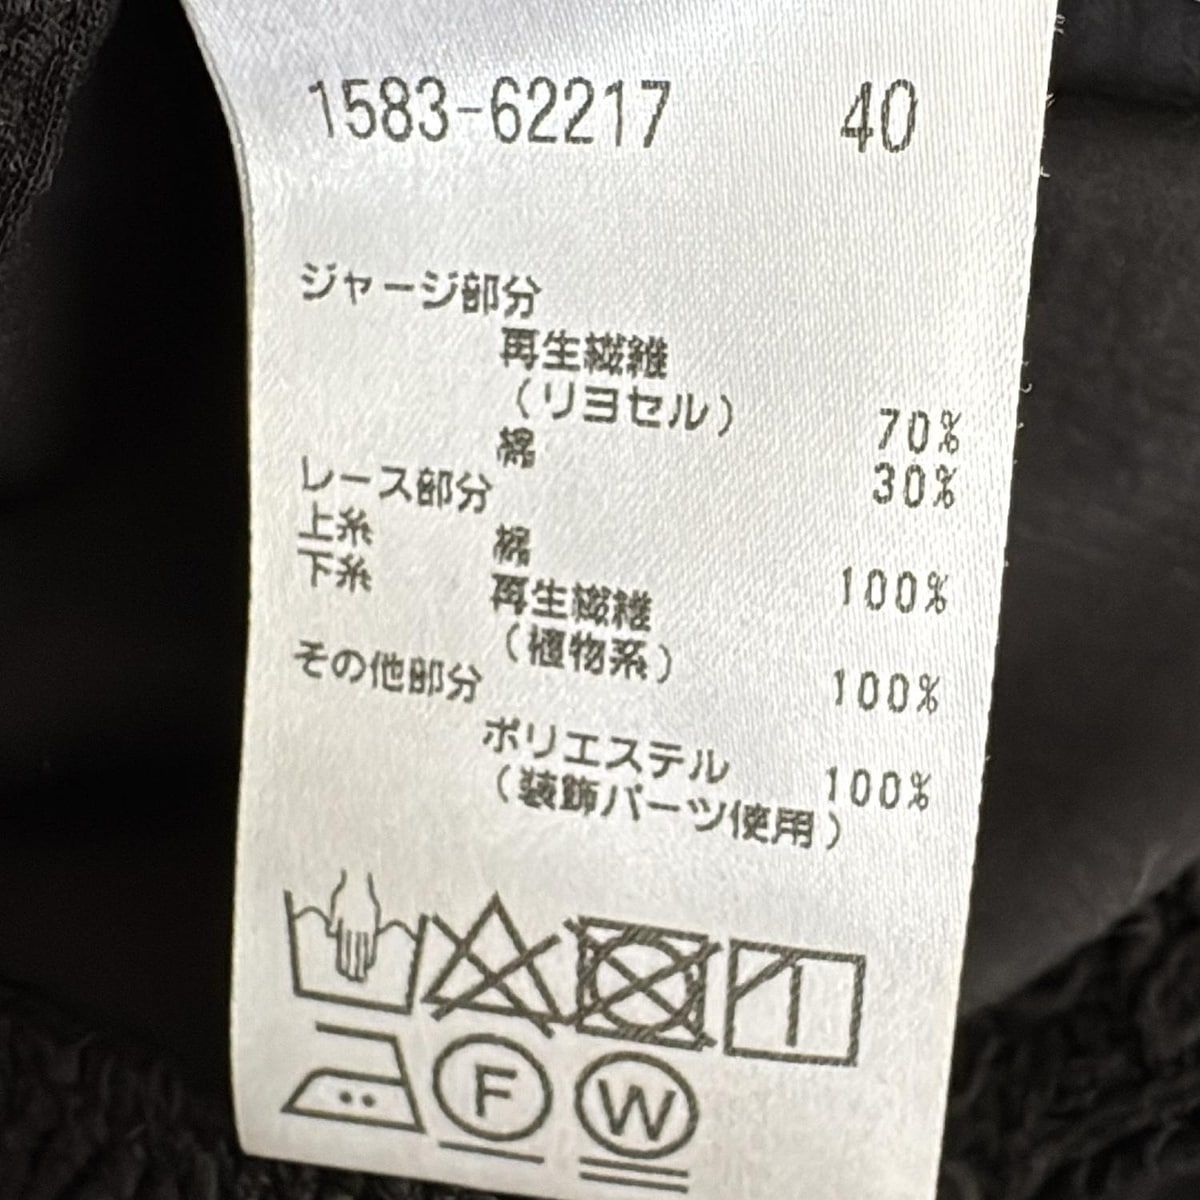 1583-62217 40
ジャージ部分
再生繊維
(リヨセル) 70%
綿 30%
レース部分
上糸 綿 100%
下糸 再生繊維
(植物系) 100%
その他部分
ポリエステル 100%
(装飾パーツ使用)
F W